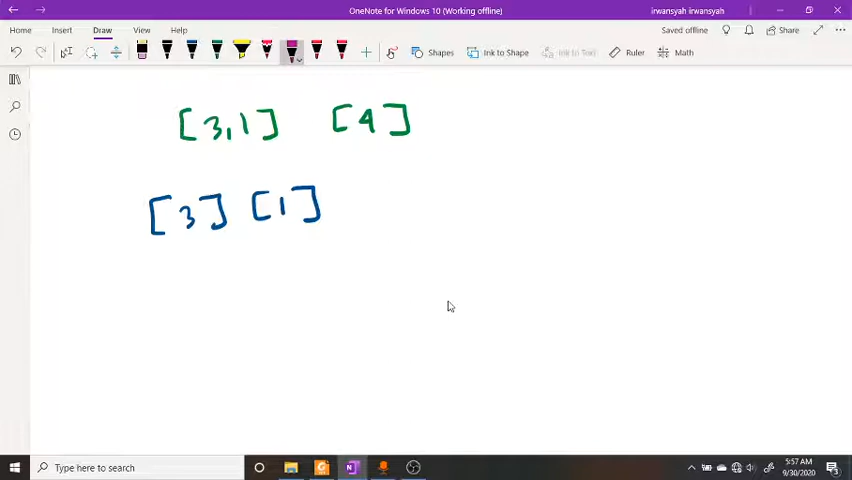 OneNote for Windows 10 (Working offline)
irwansyah irwansyah
Home Insert Draw View Help
Saved offline Share
Shapes Ink to Shape Ink to Text Ruler Math
[3,1] [4]
[3] [1]
Type here to search
5:57 AM
9/30/2020
3